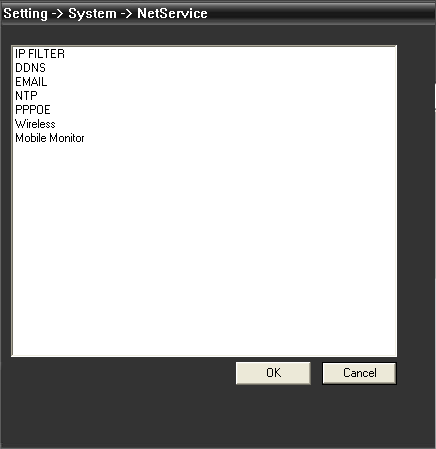 Setting -> System -> NetService
IP FILTER
DDNS
EMAIL
NTP
PPPOE
Wireless
Mobile Monitor
OK
Cancel